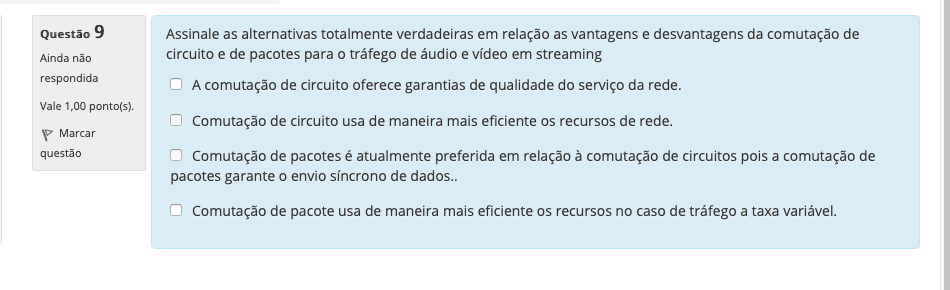 Questão 9
Ainda não
respondida
Vale 1,00 ponto(s).
Marcar
questão
Assinale as alternativas totalmente verdadeiras em relação as vantagens e desvantagens da comutação de
circuito e de pacotes para o tráfego de áudio e vídeo em streaming
A comutação de circuito oferece garantias de qualidade do serviço da rede.
Comutação de circuito usa de maneira mais eficiente os recursos de rede.
Comutação de pacotes é atualmente preferida em relação à comutação de circuitos pois a comutação de
pacotes garante o envio síncrono de dados..
Comutação de pacote usa de maneira mais eficiente os recursos no caso de tráfego a taxa variável.